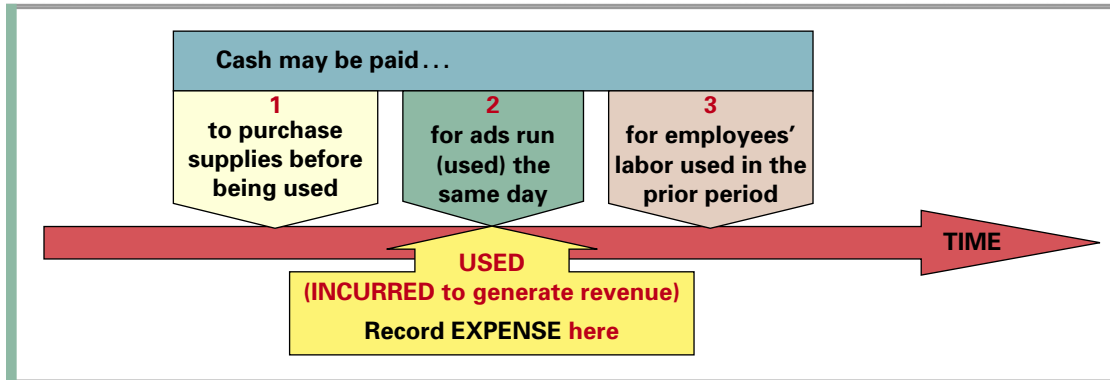 Cash may be paid...
1
to purchase
supplies before
being used
2
for ads run
(used) the
same day
3
for employees’
labor used in the
prior period
TIME
USED
(INCURRED to generate revenue)
Record EXPENSE here